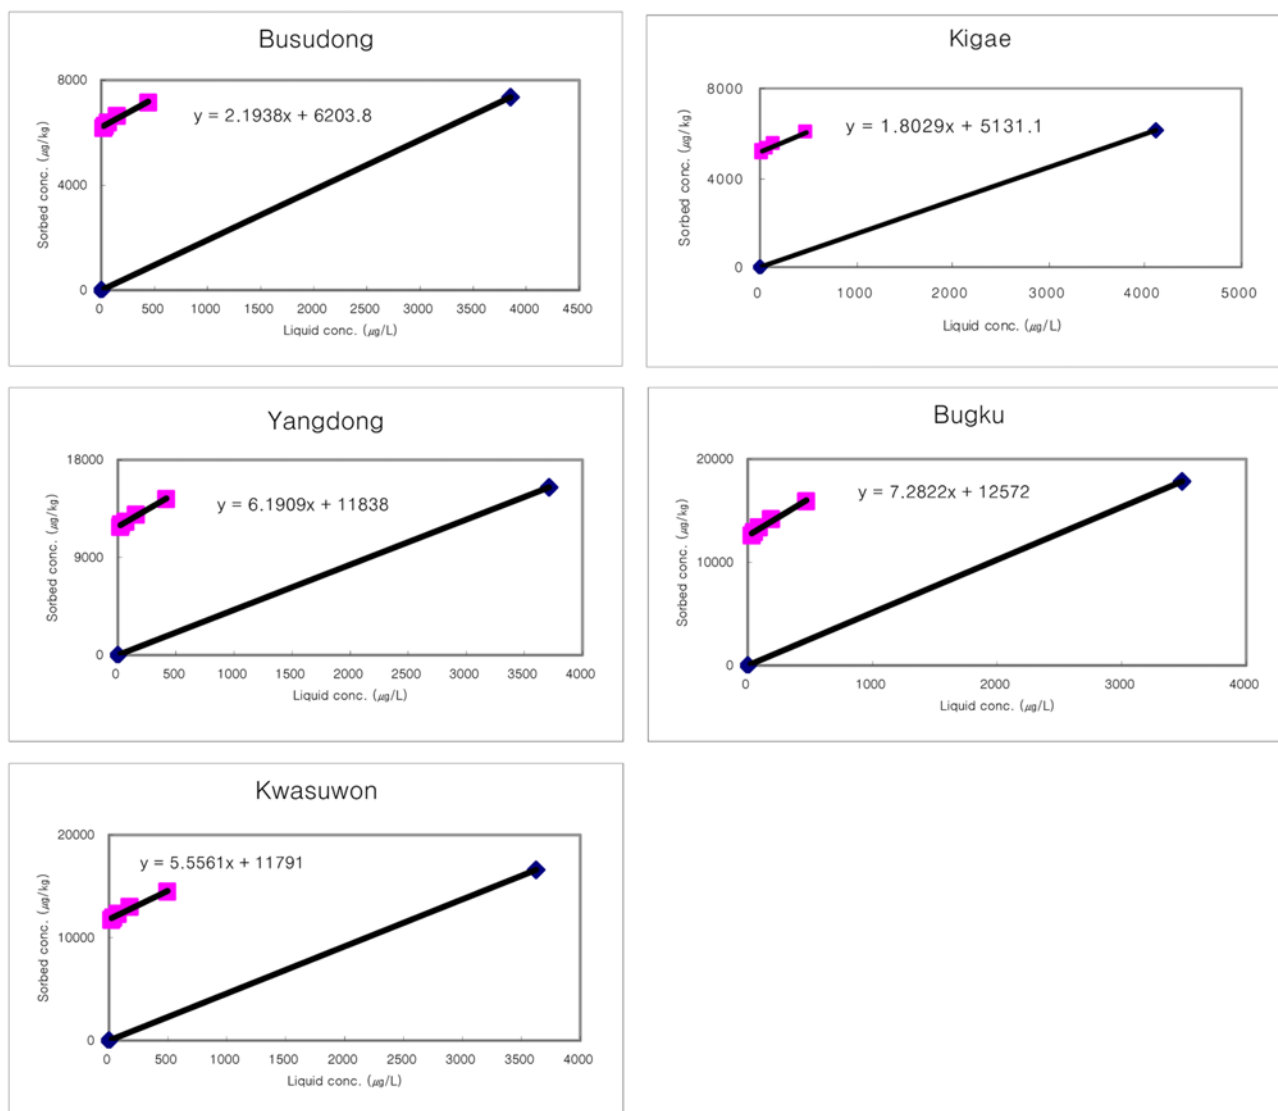 Busudong
8000
4000
0
y = 2.1938x + 6203.8
Sorbed conc. (㎍/kg)
0 500 1000 1500 2000 2500 3000 3500 4000 4500
Liquid conc. (㎍/L)
Kigae
8000
4000
0
y = 1.8029x + 5131.1
Sorbed conc. (㎍/kg)
0 1000 2000 3000 4000 5000
Liquid conc. (㎍/L)
Yangdong
18000
9000
0
y = 6.1909x + 11838
Sorbed conc. (㎍/kg)
0 500 1000 1500 2000 2500 3000 3500 4000
Liquid conc. (㎍/L)
Bugku
20000
10000
0
y = 7.2822x + 12572
Sorbed conc. (㎍/kg)
0 1000 2000 3000 4000
Liquid conc. (㎍/L)
Kwasuwon
20000
10000
0
y = 5.5561x + 11791
Sorbed conc. (㎍/kg)
0 500 1000 1500 2000 2500 3000 3500 4000
Liquid conc. (㎍/L)